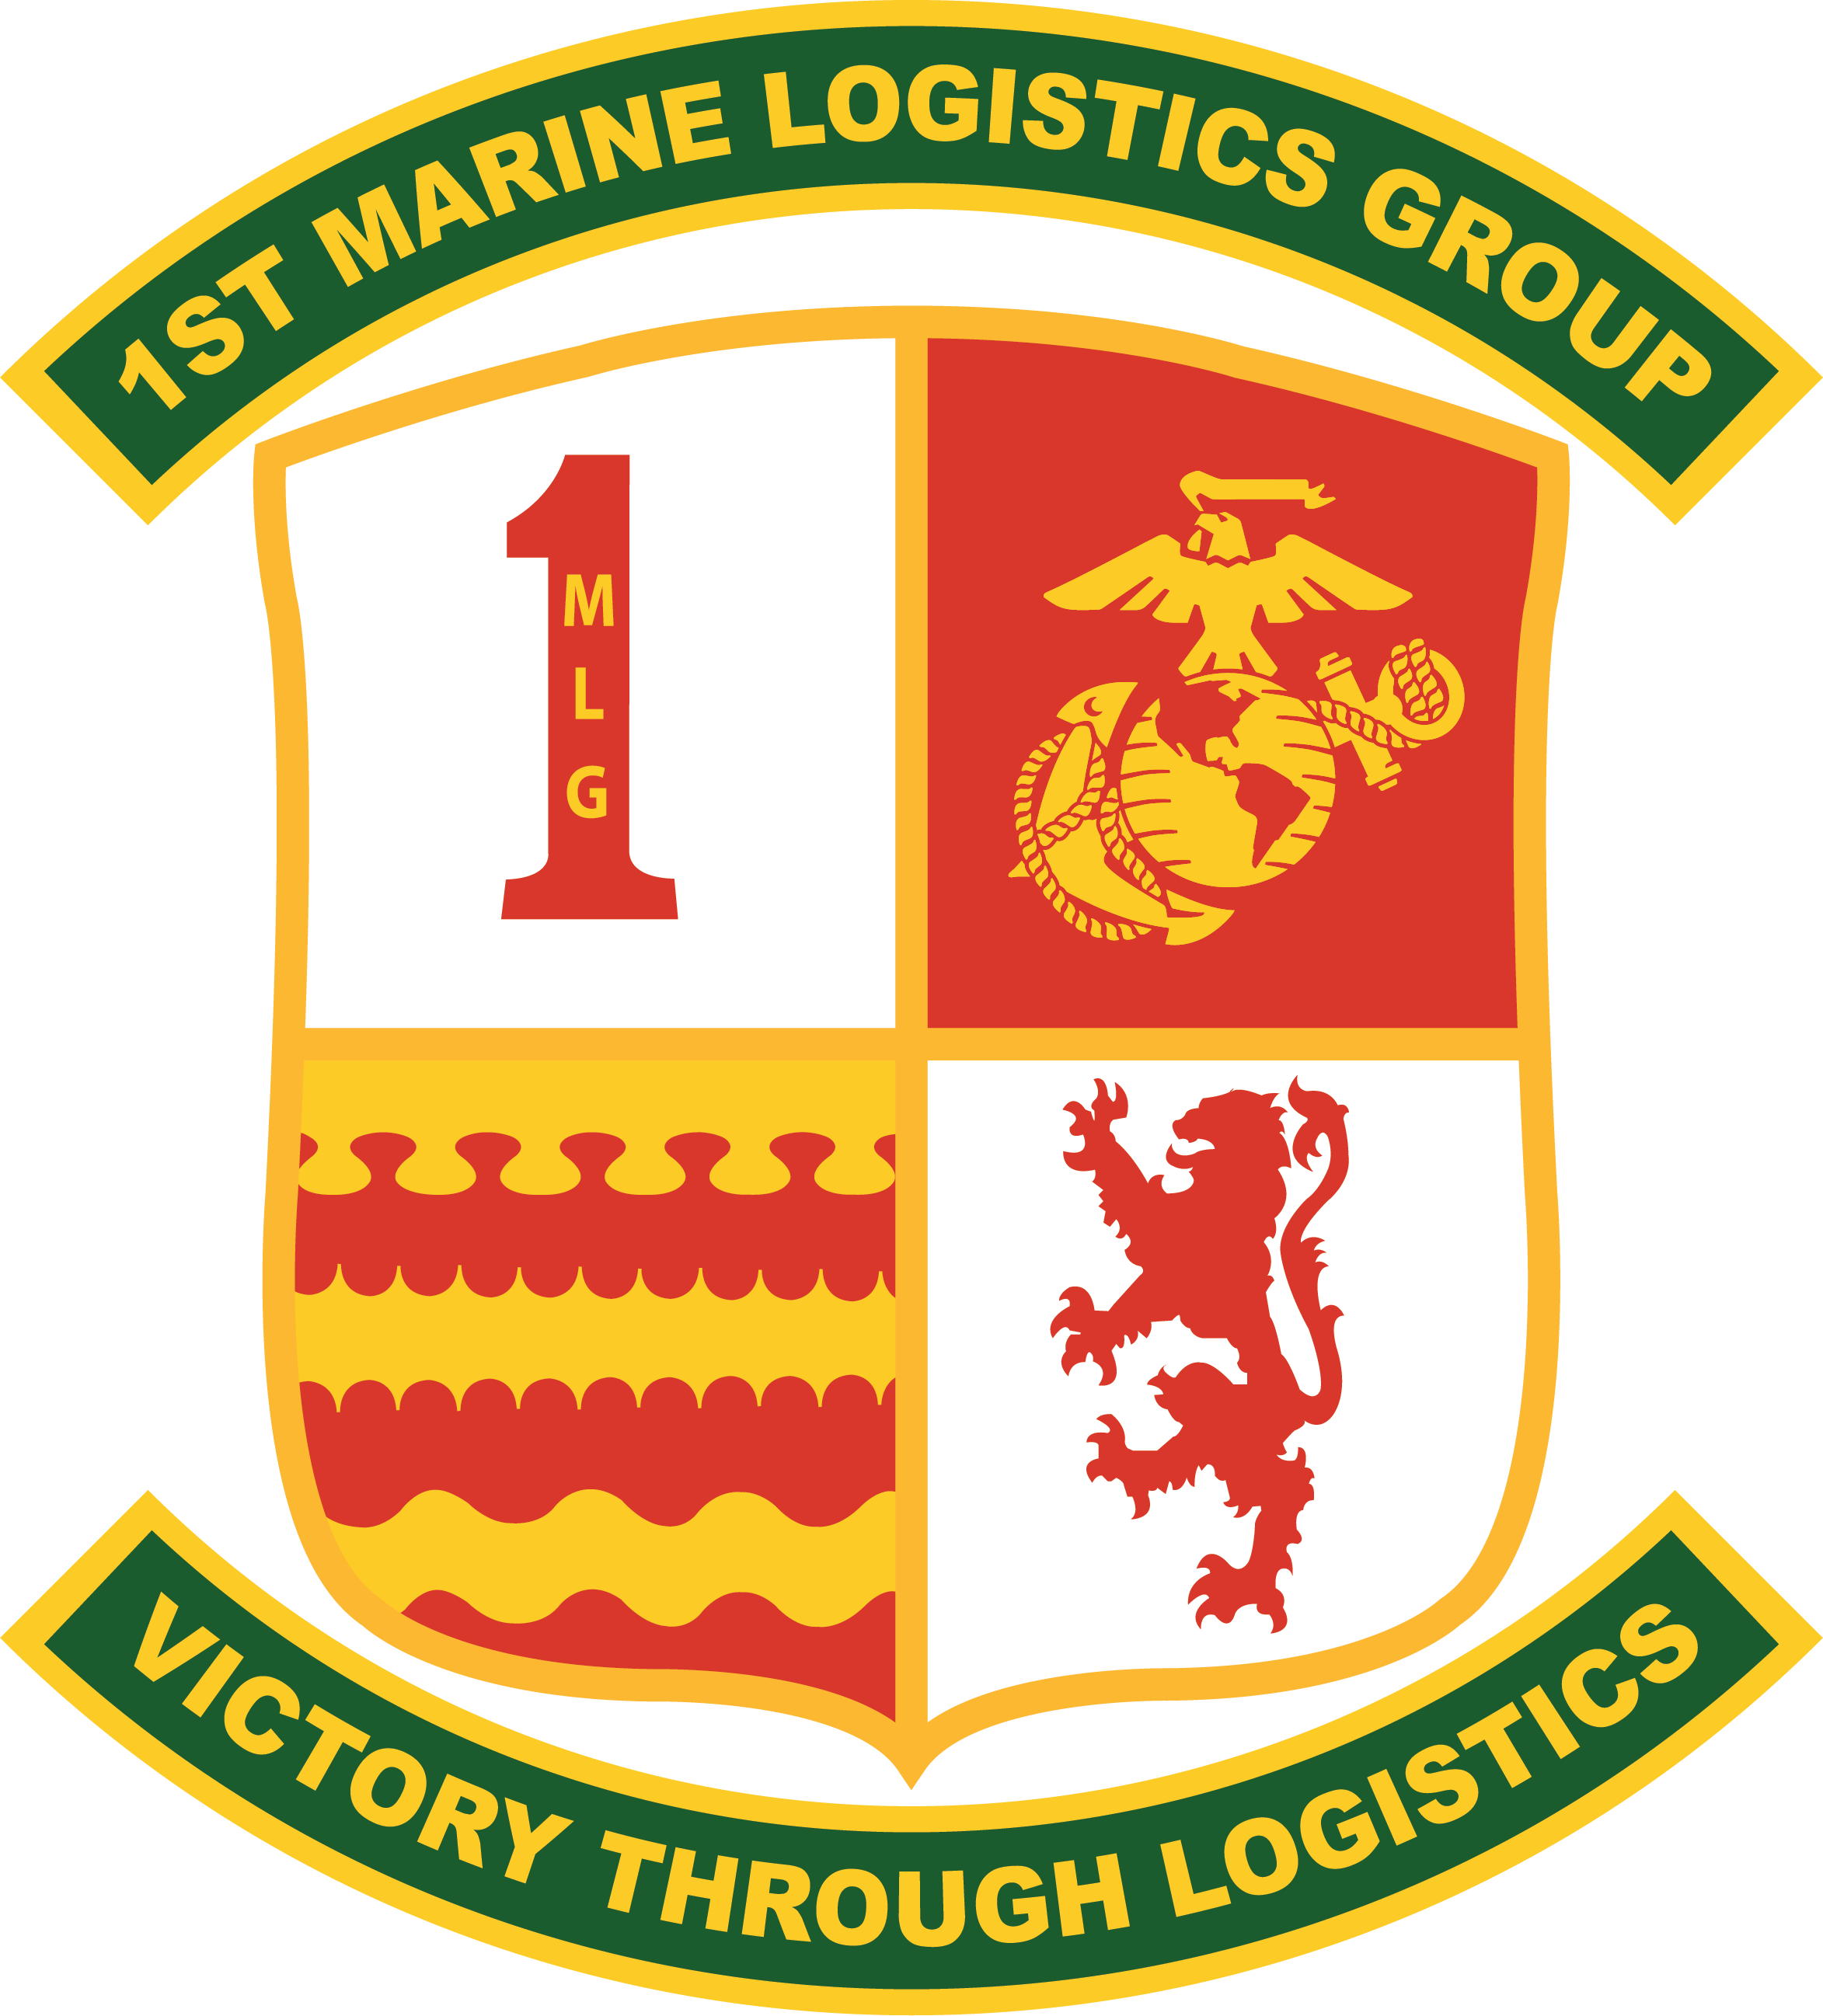 1ST MARINE LOGISTICS GROUP
1
M
L
G
VICTORY THROUGH LOGISTICS